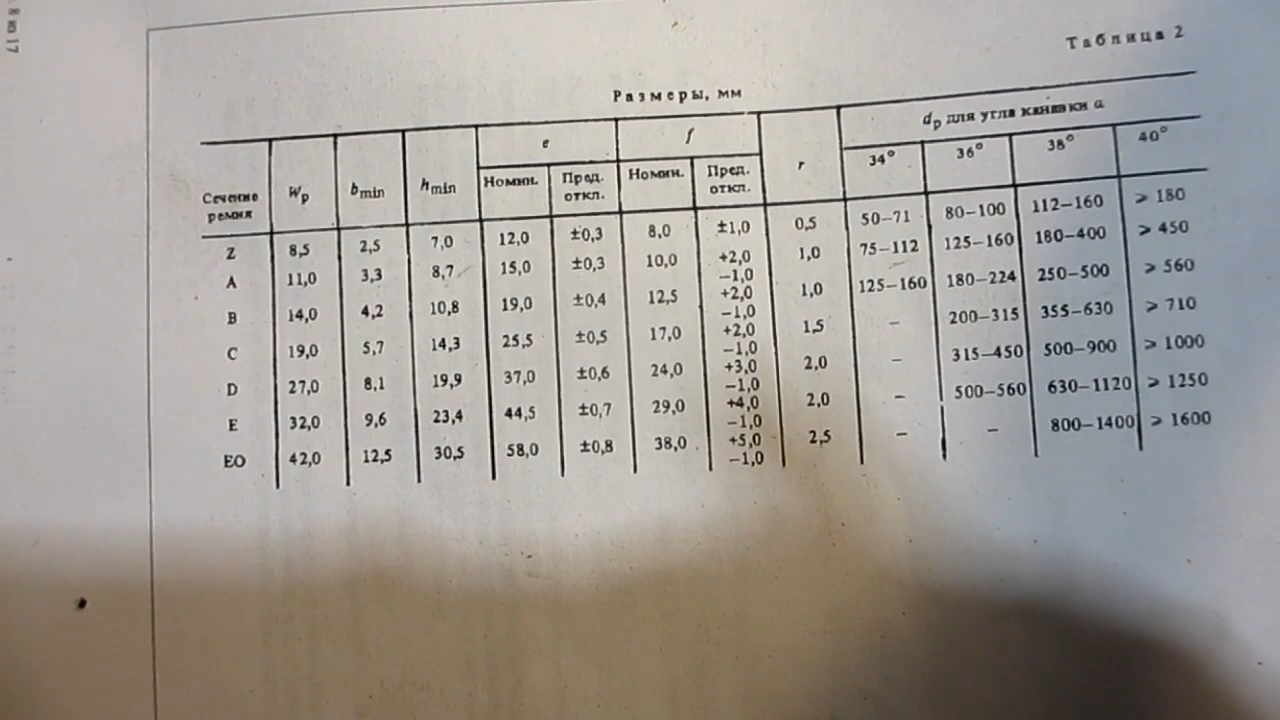 8 из 17
Таблица 2
Размеры, мм
Сечение ремня Wp bmin hmin e f r dp для угла канавки α
Номин. Пред. откл. Номин. Пред. откл. 34° 36° 38° 40°
Z 8,5 2,5 7,0 12,0 ±0,3 8,0 ±1,0 0,5 50–71 80–100 112–160 ⩾ 180
A 11,0 3,3 8,7 15,0 ±0,3 10,0 +2,0 –1,0 1,0 75–112 125–160 180–400 ⩾ 450
B 14,0 4,2 10,8 19,0 ±0,4 12,5 +2,0 –1,0 1,0 125–160 180–224 250–500 ⩾ 560
C 19,0 5,7 14,3 25,5 ±0,5 17,0 +2,0 –1,0 1,5 – 200–315 355–630 ⩾ 710
D 27,0 8,1 19,9 37,0 ±0,6 24,0 +3,0 –1,0 2,0 – 315–450 500–900 ⩾ 1000
E 32,0 9,6 23,4 44,5 ±0,7 29,0 +4,0 –1,0 2,0 – 500–560 630–1120 ⩾ 1250
EO 42,0 12,5 30,5 58,0 ±0,8 38,0 +5,0 –1,0 2,5 – – 800–1400 ⩾ 1600